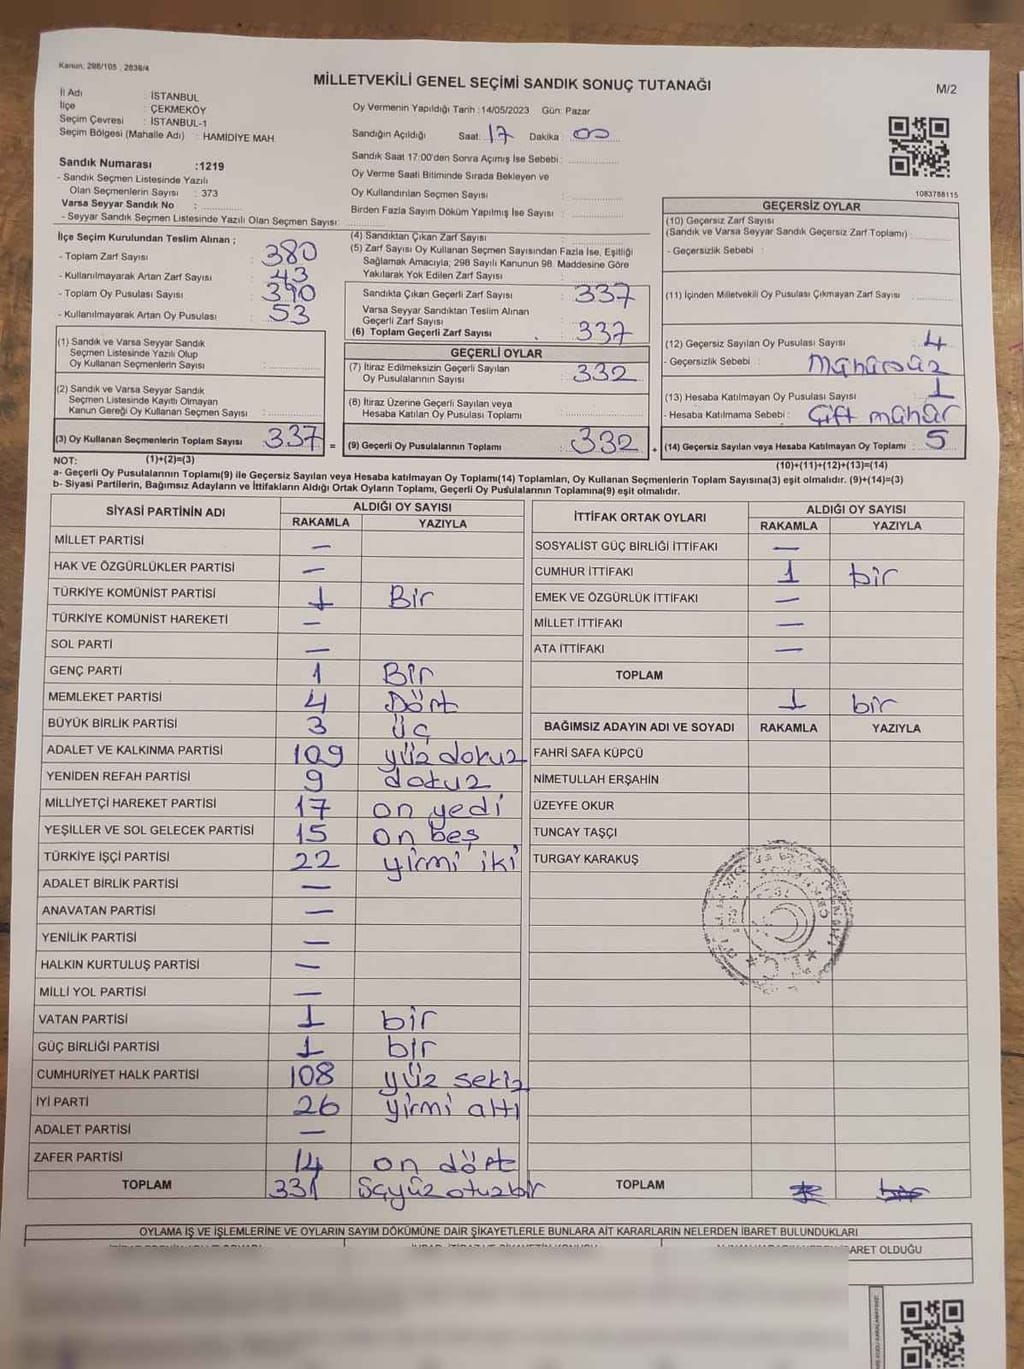 Kanun: 298/105 , 2839/4
MİLLETVEKİLİ GENEL SEÇİMİ SANDIK SONUÇ TUTANAĞI
M/2
İl Adı : İSTANBUL
İlçe : ÇEKMEKÖY
Seçim Çevresi : İSTANBUL-1
Seçim Bölgesi (Mahalle Adı) : HAMİDİYE MAH
Oy Vermenin Yapıldığı Tarih : 14/05/2023 Gün: Pazar
Sandığın Açıldığı Saat: 17 Dakika: 00
Sandık Saat 17:00'den Sonra Açımış İse Sebebi :
Oy Verme Saati Bitiminde Sırada Bekleyen ve
Oy Kullandırılan Seçmen Sayısı :
Birden Fazla Sayım Döküm Yapılmış İse Sayısı :
1083788115
Sandık Numarası :1219
- Sandık Seçmen Listesinde Yazılı
Olan Seçmenlerin Sayısı : 373
Varsa Seyyar Sandık No :
- Seyyar Sandık Seçmen Listesinde Yazılı Olan Seçmen Sayısı:
İlçe Seçim Kurulundan Teslim Alınan ;
- Toplam Zarf Sayısı : 380
- Kullanılmayarak Artan Zarf Sayısı : 43
- Toplam Oy Pusulası Sayısı : 390
- Kullanılmayarak Artan Oy Pusulası : 53
(1) Sandık ve Varsa Seyyar Sandık
Seçmen Listesinde Yazılı Olup
Oy Kullanan Seçmenlerin Sayısı :
(2) Sandık ve Varsa Seyyar Sandık
Seçmen Listesinde Kayıtlı Olmayan
Kanun Gereği Oy Kullanan Seçmen Sayısı :
(3) Oy Kullanan Seçmenlerin Toplam Sayısı : 337 =
(1)+(2)=(3)
(4) Sandıktan Çıkan Zarf Sayısı :
(5) Zarf Sayısı Oy Kullanan Seçmen Sayısından Fazla İse, Eşitliği
Sağlamak Amacıyla; 298 Sayılı Kanunun 98. Maddesine Göre
Yakılarak Yok Edilen Zarf Sayısı :
Sandıkta Çıkan Geçerli Zarf Sayısı : 337
Varsa Seyyar Sandıktan Teslim Alınan
Geçerli Zarf Sayısı :
(6) Toplam Geçerli Zarf Sayısı : 337
GEÇERLİ OYLAR
(7) İtiraz Edilmeksizin Geçerli Sayılan
Oy Pusulalarının Sayısı : 332
(8) İtiraz Üzerine Geçerli Sayılan veya
Hesaba Katılan Oy Pusulası Toplamı :
(9) Geçerli Oy Pusulalarının Toplamı : 332
GEÇERSİZ OYLAR
(10) Geçersiz Zarf Sayısı
(Sandık ve Varsa Seyyar Sandık Geçersiz Zarf Toplamı) :
- Geçersizlik Sebebi :
(11) İçinden Milletvekili Oy Pusulası Çıkmayan Zarf Sayısı :
(12) Geçersiz Sayılan Oy Pusulası Sayısı : 4
- Geçersizlik Sebebi : Mühürsüz
(13) Hesaba Katılmayan Oy Pusulası Sayısı : 1
- Hesaba Katılmama Sebebi : Çift mühür
(14) Geçersiz Sayılan veya Hesaba Katılmayan Oy Toplamı : 5
(10)+(11)+(12)+(13)=(14)
NOT:
a- Geçerli Oy Pusulalarının Toplamı(9) ile Geçersiz Sayılan veya Hesaba katılmayan Oy Toplamı(14) Toplamları, Oy Kullanan Seçmenlerin Toplam Sayısına(3) eşit olmalıdır. (9)+(14)=(3)
b- Siyasi Partilerin, Bağımsız Adayların ve İttifakların Aldığı Ortak Oyların Toplamı, Geçerli Oy Pusulalarının Toplamına(9) eşit olmalıdır.
SİYASİ PARTİNİN ADI
ALDIĞI OY SAYISI
RAKAMLA YAZIYLA
MİLLET PARTİSİ —
HAK VE ÖZGÜRLÜKLER PARTİSİ —
TÜRKİYE KOMÜNİST PARTİSİ 1 Bir
TÜRKİYE KOMÜNİST HAREKETİ —
SOL PARTİ —
GENÇ PARTİ 1 Bir
MEMLEKET PARTİSİ 4 Dört
BÜYÜK BİRLİK PARTİSİ 3 üç
ADALET VE KALKINMA PARTİSİ 109 yüz dokuz
YENİDEN REFAH PARTİSİ 9 dokuz
MİLLİYETÇİ HAREKET PARTİSİ 17 on yedi
YEŞİLLER VE SOL GELECEK PARTİSİ 15 on beş
TÜRKİYE İŞÇİ PARTİSİ 22 yirmi iki
ADALET BİRLİK PARTİSİ —
ANAVATAN PARTİSİ —
YENİLİK PARTİSİ —
HALKIN KURTULUŞ PARTİSİ —
MİLLİ YOL PARTİSİ —
VATAN PARTİSİ 1 bir
GÜÇ BİRLİĞİ PARTİSİ 1 bir
CUMHURİYET HALK PARTİSİ 108 yüz sekiz
İYİ PARTİ 26 yirmi altı
ADALET PARTİSİ —
ZAFER PARTİSİ 14 on dört
TOPLAM 331 üçyüz otuz bir
İTTİFAK ORTAK OYLARI
ALDIĞI OY SAYISI
RAKAMLA YAZIYLA
SOSYALİST GÜÇ BİRLİĞİ İTTİFAKI —
CUMHUR İTTİFAKI 1 bir
EMEK VE ÖZGÜRLÜK İTTİFAKI —
MİLLET İTTİFAKI —
ATA İTTİFAKI —
TOPLAM
1 bir
BAĞIMSIZ ADAYIN ADI VE SOYADI RAKAMLA YAZIYLA
FAHRİ SAFA KÜPCÜ
NİMETULLAH ERŞAHİN
ÜZEYFE OKUR
TUNCAY TAŞÇI
TURGAY KARAKUŞ
TOPLAM
OYLAMA İŞ VE İŞLEMLERİNE VE OYLARIN SAYIM DÖKÜMÜNE DAİR ŞİKAYETLERLE BUNLARA AİT KARARLARIN NELERDEN İBARET BULUNDUKLARI
OLDUĞU